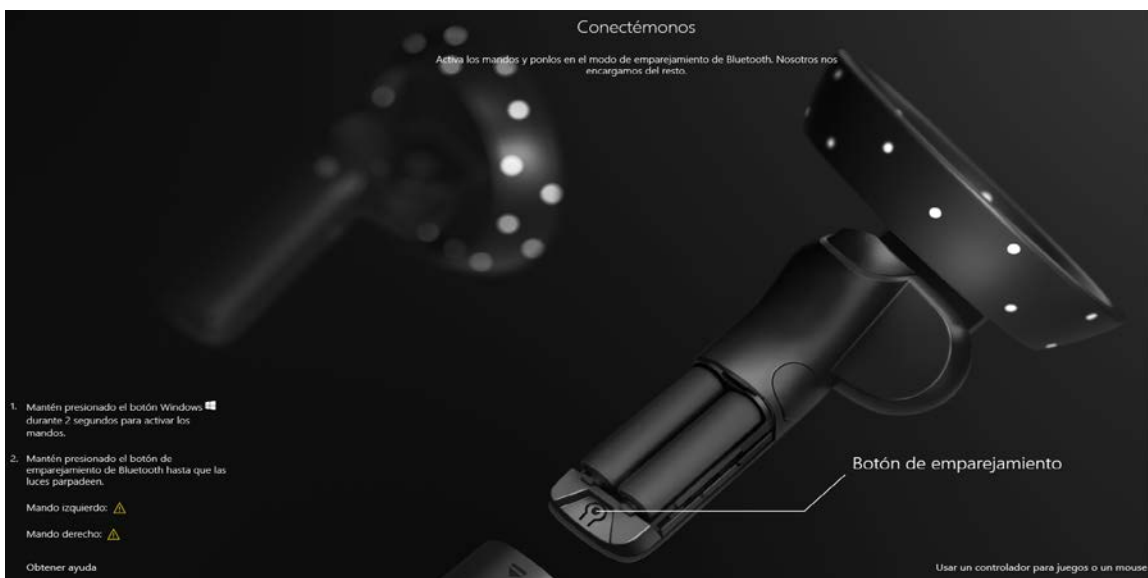 Conectémonos
Activa los mandos y ponlos en el modo de emparejamiento de Bluetooth. Nosotros nos
encargamos del resto.
1. Mantén presionado el botón Windows
durante 2 segundos para activar los
mandos.
2. Mantén presionado el botón de
emparejamiento de Bluetooth hasta que las
luces parpadeen.
Mando izquierdo:
Mando derecho:
Botón de emparejamiento
Obtener ayuda
Usar un controlador para juegos o un mouse